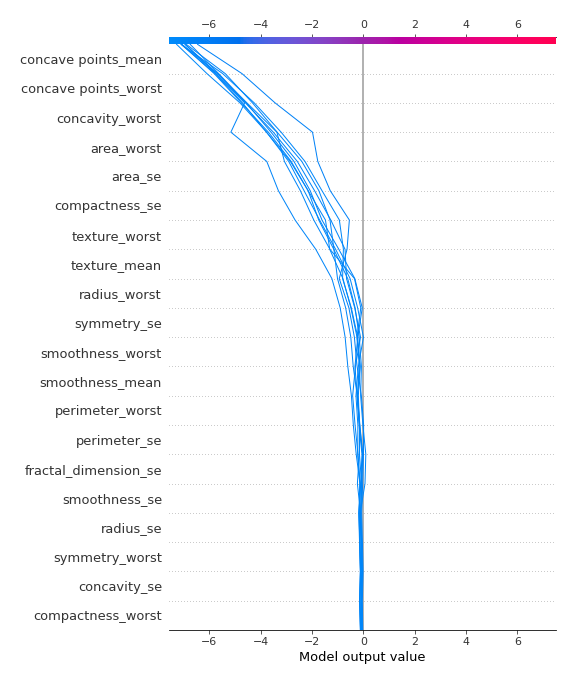 −6 −4 −2 0 2 4 6
concave points_mean
concave points_worst
concavity_worst
area_worst
area_se
compactness_se
texture_worst
texture_mean
radius_worst
symmetry_se
smoothness_worst
smoothness_mean
perimeter_worst
perimeter_se
fractal_dimension_se
smoothness_se
radius_se
symmetry_worst
concavity_se
compactness_worst
−6 −4 −2 0 2 4 6
Model output value